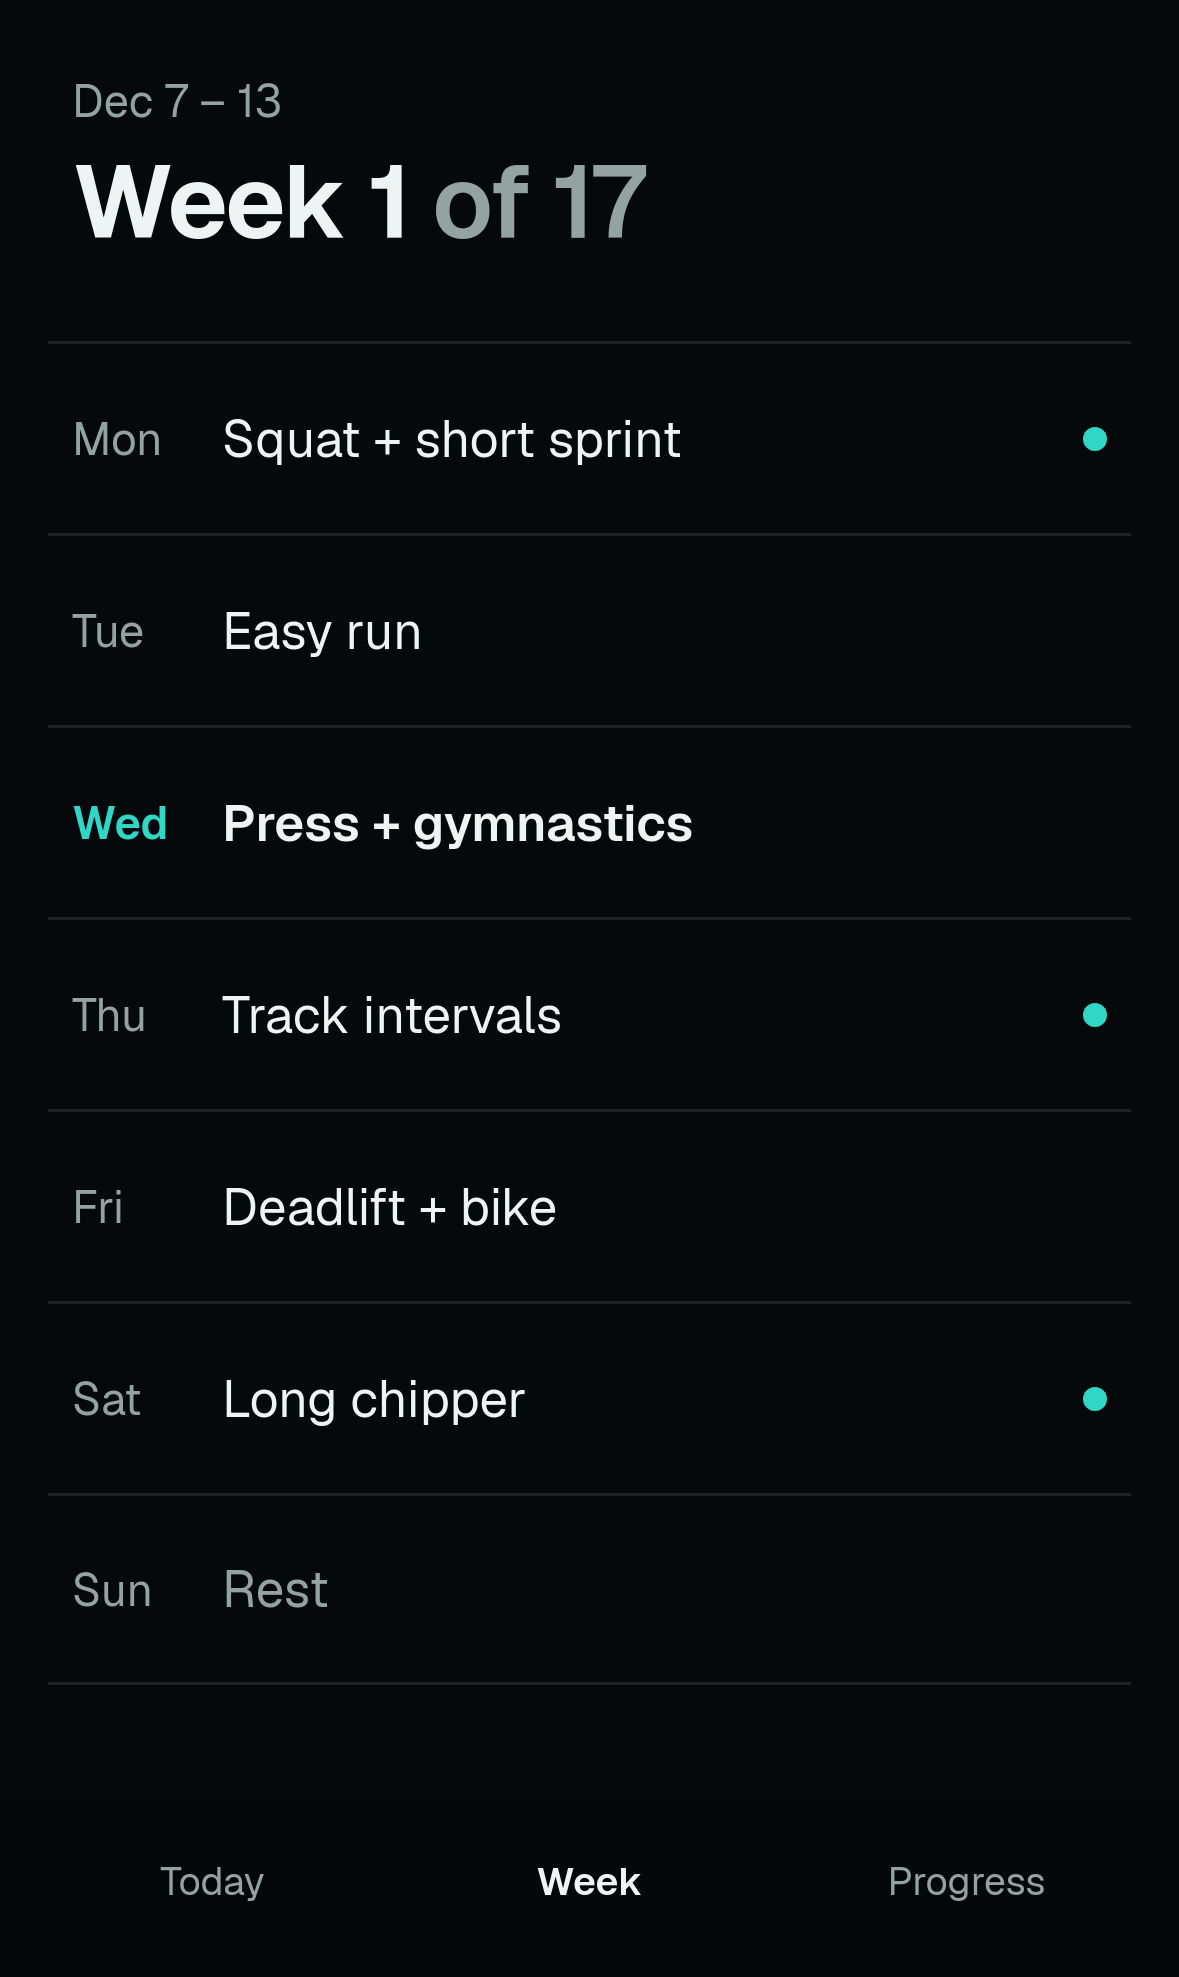 Dec 7 – 13
Week 1 of 17
Mon Squat + short sprint
Tue Easy run
Wed Press + gymnastics
Thu Track intervals
Fri Deadlift + bike
Sat Long chipper
Sun Rest
Today Week Progress